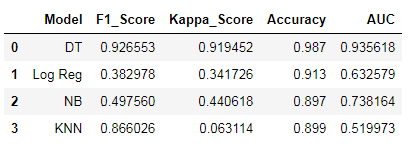 Model F1_Score Kappa_Score Accuracy AUC
0 DT 0.926553 0.919452 0.987 0.935618
1 Log Reg 0.382978 0.341726 0.913 0.632579
2 NB 0.497560 0.440618 0.897 0.738164
3 KNN 0.866026 0.063114 0.899 0.519973